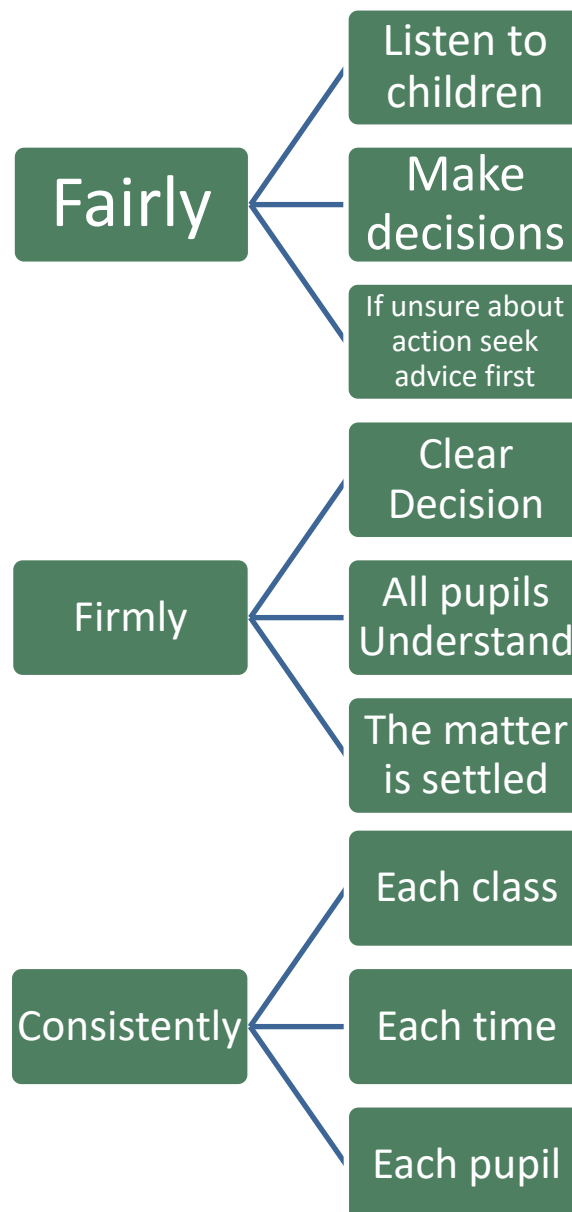 Fairly
Listen to
children
Make
decisions
If unsure about
action seek
advice first
Firmly
Clear
Decision
All pupils
Understand
The matter
is settled
Consistently
Each class
Each time
Each pupil